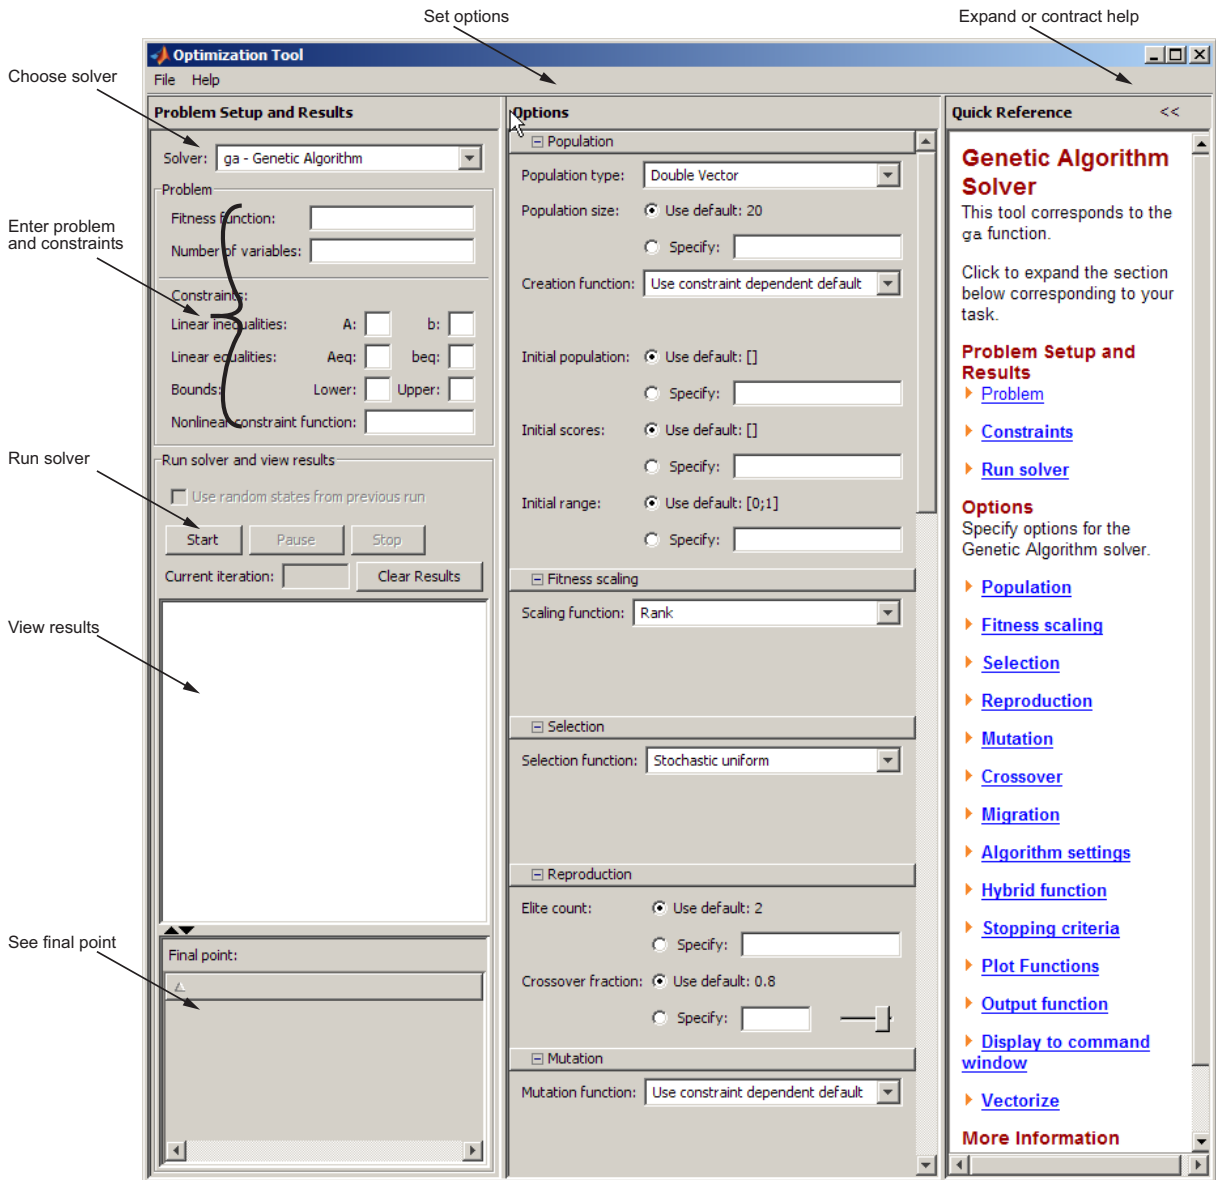 Set options
Expand or contract help
Optimization Tool
File Help
Choose solver
Problem Setup and Results
Solver: ga - Genetic Algorithm
Problem
Fitness function:
Number of variables:
Enter problem
and constraints
Constraints:
Linear inequalities: A: b:
Linear equalities: Aeq: beq:
Bounds: Lower: Upper:
Nonlinear constraint function:
Run solver
Run solver and view results
Use random states from previous run
Start Pause Stop
Current iteration: Clear Results
View results
See final point
Final point:
Options
Population
Population type: Double Vector
Population size: Use default: 20
Specify:
Creation function: Use constraint dependent default
Initial population: Use default: []
Specify:
Initial scores: Use default: []
Specify:
Initial range: Use default: [0;1]
Specify:
Fitness scaling
Scaling function: Rank
Selection
Selection function: Stochastic uniform
Reproduction
Elite count: Use default: 2
Specify:
Crossover fraction: Use default: 0.8
Specify:
Mutation
Mutation function: Use constraint dependent default
Quick Reference <<
Genetic Algorithm
Solver
This tool corresponds to the
ga function.
Click to expand the section
below corresponding to your
task.
Problem Setup and
Results
Problem
Constraints
Run solver
Options
Specify options for the
Genetic Algorithm solver.
Population
Fitness scaling
Selection
Reproduction
Mutation
Crossover
Migration
Algorithm settings
Hybrid function
Stopping criteria
Plot Functions
Output function
Display to command
window
Vectorize
More Information